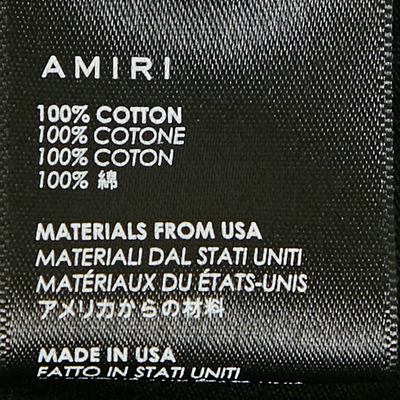 AMIRI
100% COTTON
100% COTONE
100% COTON
100% 綿
MATERIALS FROM USA
MATERIALI DAL STATI UNITI
MATÉRIAUX DU ÉTATS-UNIS
アメリカからの材料
MADE IN USA
FATTO IN STATI UNITI